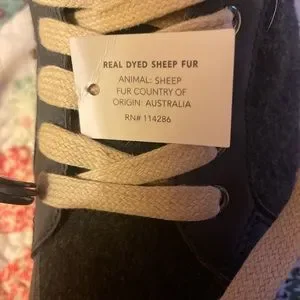 REAL DYED SHEEP FUR
ANIMAL: SHEEP
FUR COUNTRY OF
ORIGIN: AUSTRALIA
RN# 114286